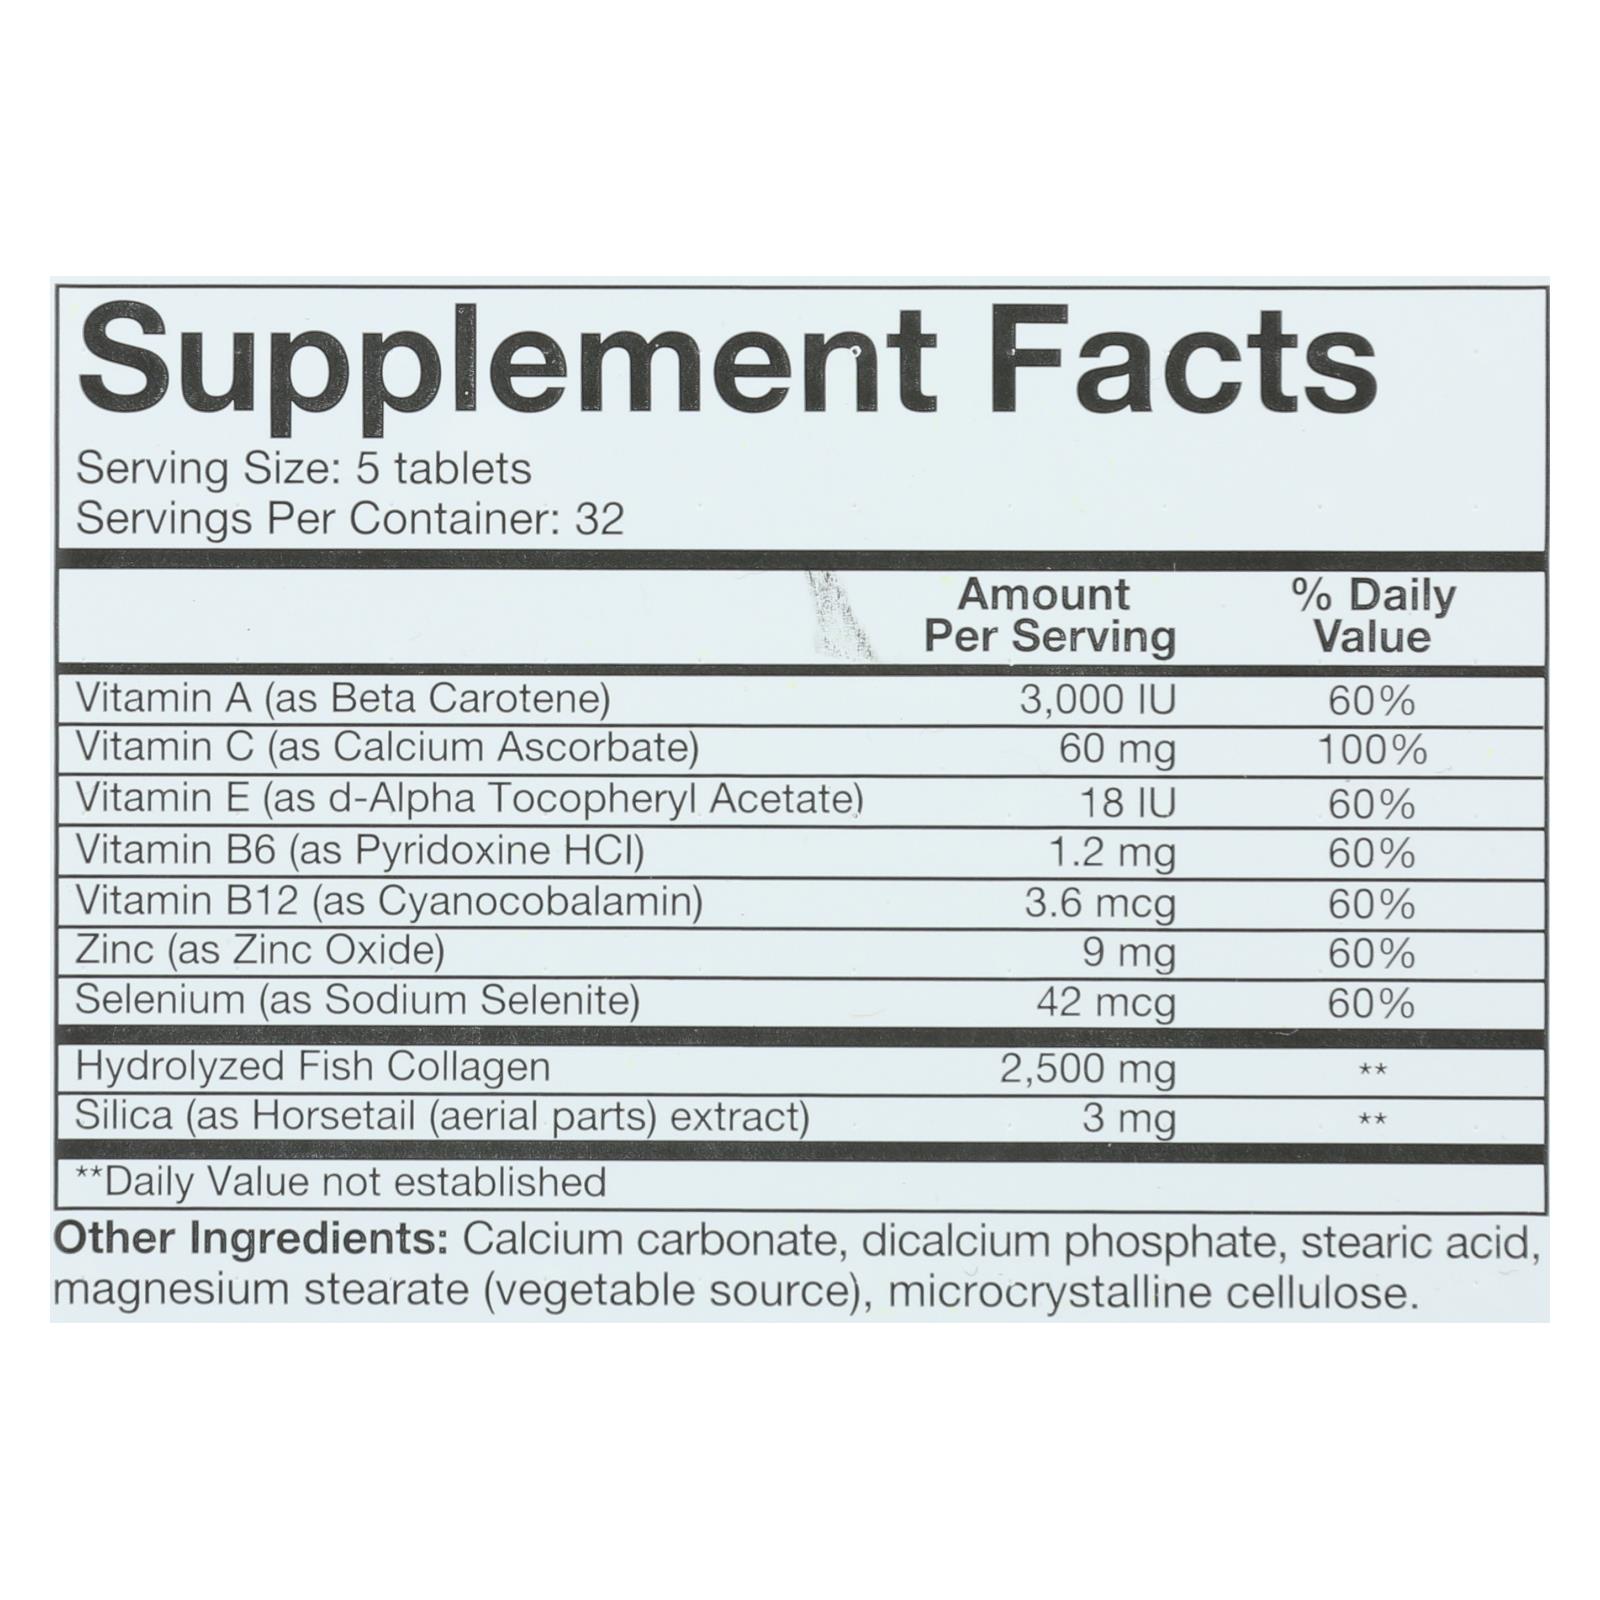 Supplement Facts
Serving Size: 5 tablets
Servings Per Container: 32
Amount Per Serving % Daily Value
Vitamin A (as Beta Carotene) 3,000 IU 60%
Vitamin C (as Calcium Ascorbate) 60 mg 100%
Vitamin E (as d-Alpha Tocopheryl Acetate) 18 IU 60%
Vitamin B6 (as Pyridoxine HCl) 1.2 mg 60%
Vitamin B12 (as Cyanocobalamin) 3.6 mcg 60%
Zinc (as Zinc Oxide) 9 mg 60%
Selenium (as Sodium Selenite) 42 mcg 60%
Hydrolyzed Fish Collagen 2,500 mg **
Silica (as Horsetail (aerial parts) extract) 3 mg **
**Daily Value not established
Other Ingredients: Calcium carbonate, dicalcium phosphate, stearic acid,
magnesium stearate (vegetable source), microcrystalline cellulose.